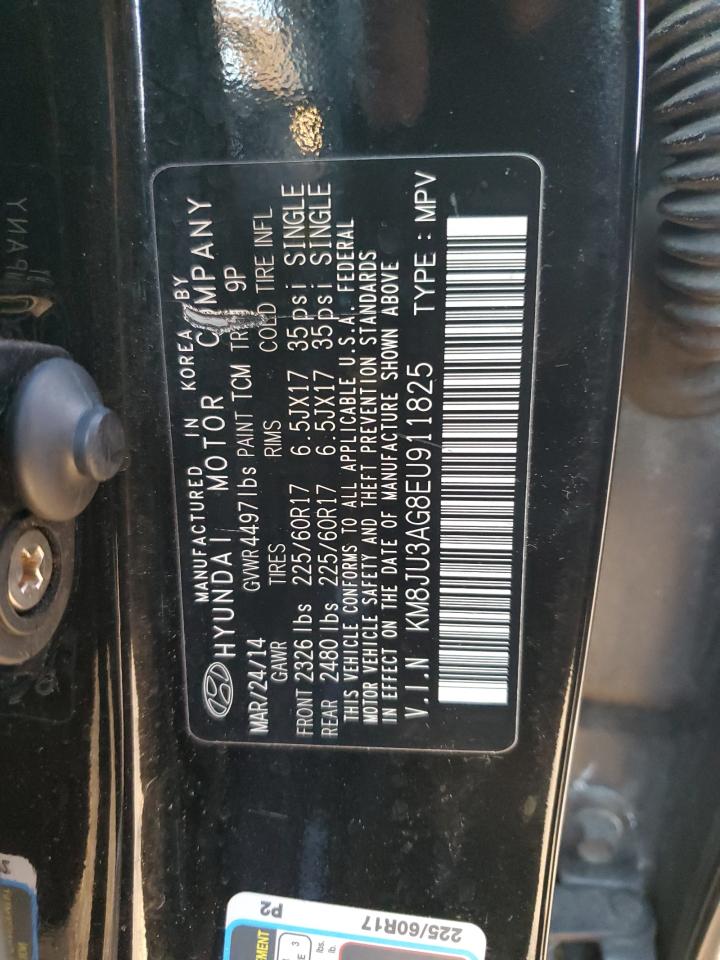 MANUFACTURED IN KOREA BY
HYUNDAI MOTOR COMPANY
MAR/24/14 GVWR 4497 lbs PAINT TCM TR 9P
GAWR TIRES RIMS COLD TIRE INFL
FRONT 2326 lbs 225/60R17 6.5JX17 35psi SINGLE
REAR 2480 lbs 225/60R17 6.5JX17 35psi SINGLE
THIS VEHICLE CONFORMS TO ALL APPLICABLE U.S.A. FEDERAL
MOTOR VEHICLE SAFETY AND THEFT PREVENTION STANDARDS
IN EFFECT ON THE DATE OF MANUFACTURE SHOWN ABOVE
V.I.N KM8JU3AG8EU911825 TYPE : MPV
225/60R17
P2